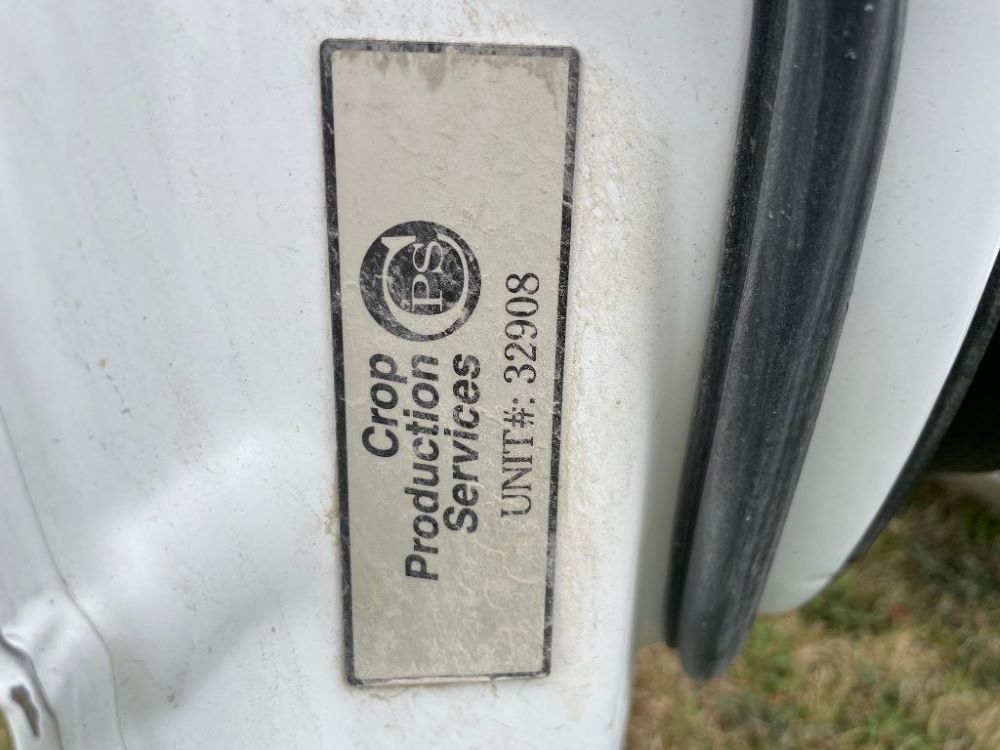 Crop
Production
Services
CPS
UNIT#: 32908